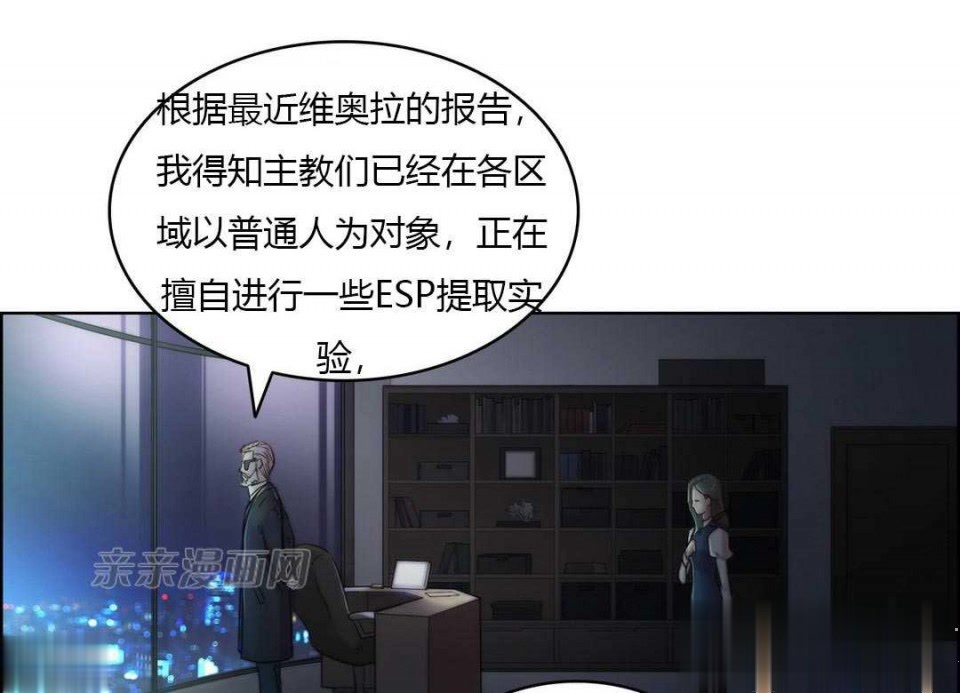 根据最近维奥拉的报告，
我得知主教们已经在各区
域以普通人为对象，正在
擅自进行一些ESP提取实
验，
亲亲漫画网